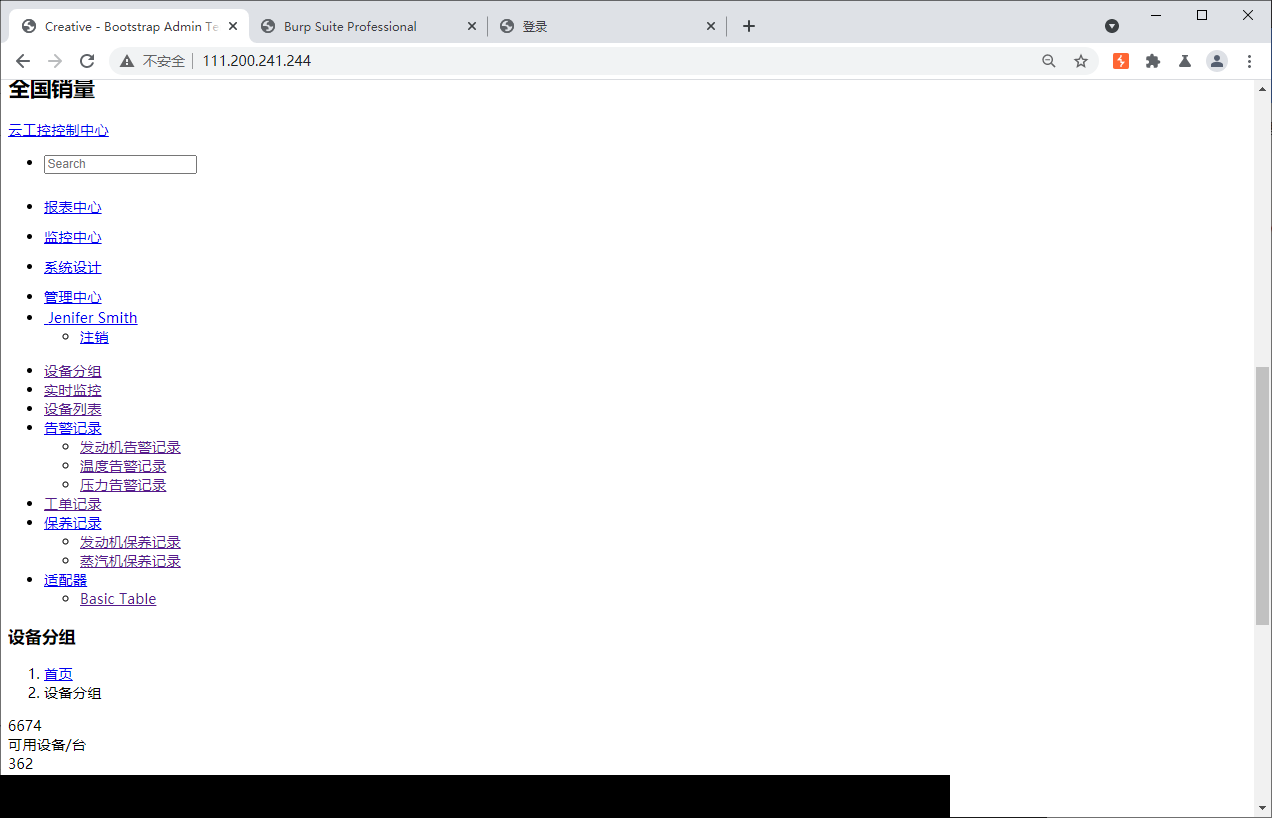 Creative - Bootstrap Admin Te
Burp Suite Professional
登录
不安全
111.200.241.244
全国销量
云工控控制中心
Search
报表中心
监控中心
系统设计
管理中心
Jenifer Smith
注销
设备分组
实时监控
设备列表
告警记录
发动机告警记录
温度告警记录
压力告警记录
工单记录
保养记录
发动机保养记录
蒸汽机保养记录
适配器
Basic Table
设备分组
1. 首页
2. 设备分组
6674
可用设备/台
362